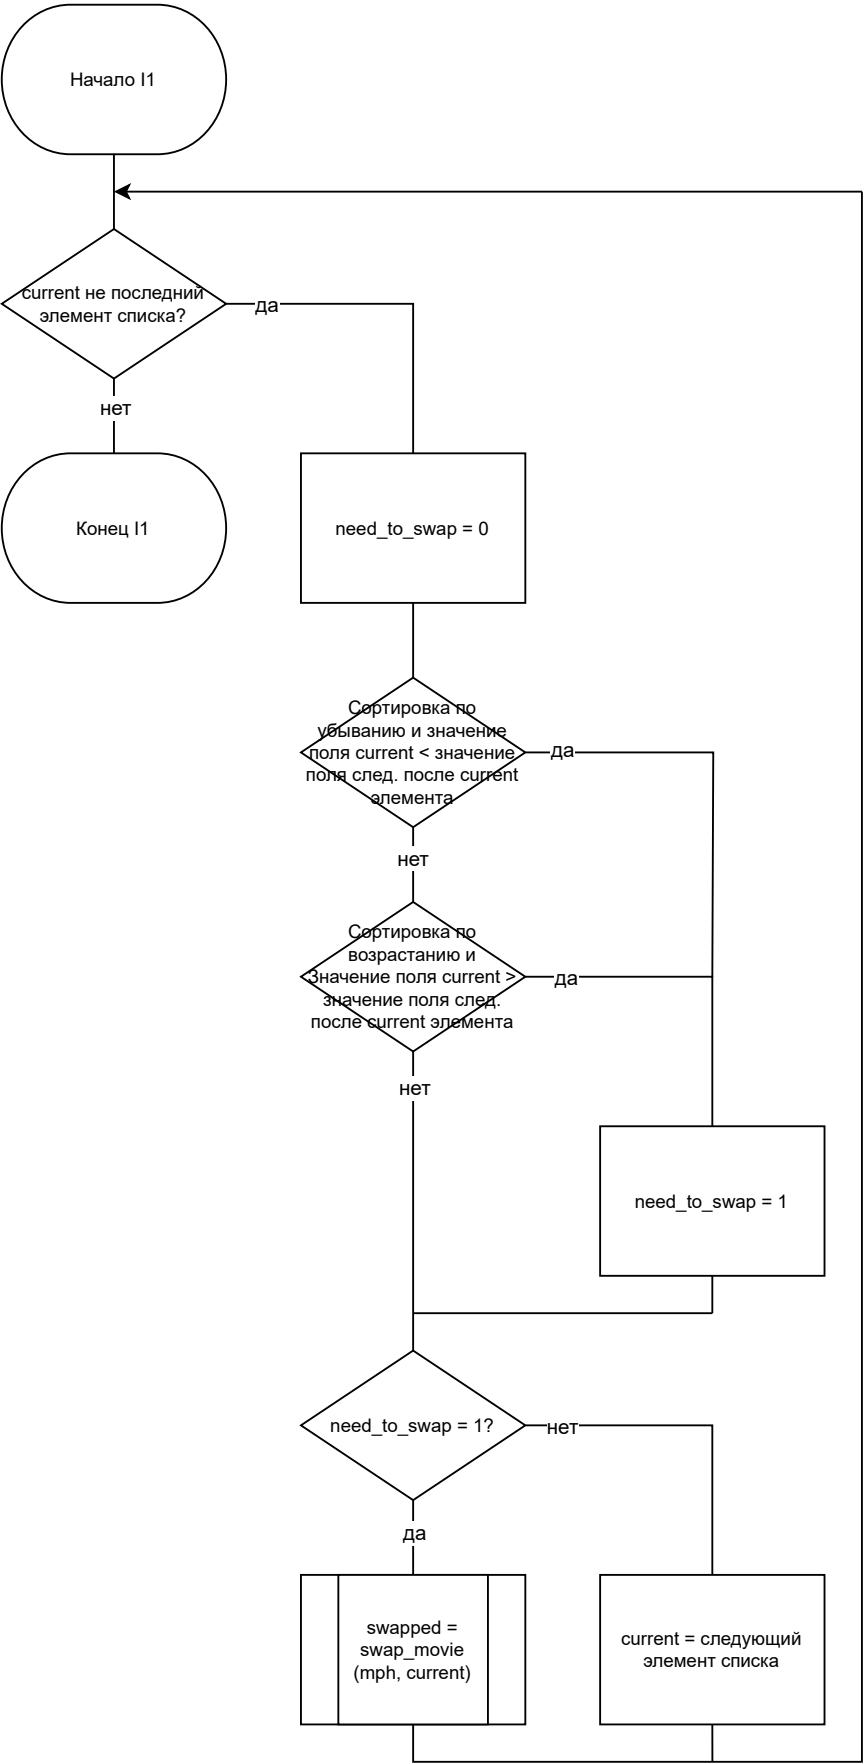 Начало I1
current не последний
элемент списка?
да
нет
Конец I1
need_to_swap = 0
Сортировка по
убыванию и значение
поля current < значение
поля след. после current
элемента
да
нет
Сортировка по
возрастанию и
Значение поля current >
значение поля след.
после current элемента
да
нет
need_to_swap = 1
need_to_swap = 1?
нет
да
swapped =
swap_movie
(mph, current)
current = следующий
элемент списка